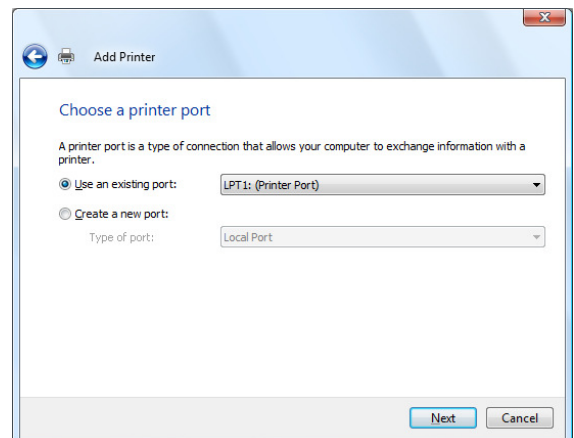 Add Printer
Choose a printer port
A printer port is a type of connection that allows your computer to exchange information with a
printer.
Use an existing port: LPT1: (Printer Port)
Create a new port:
Type of port: Local Port
Next Cancel